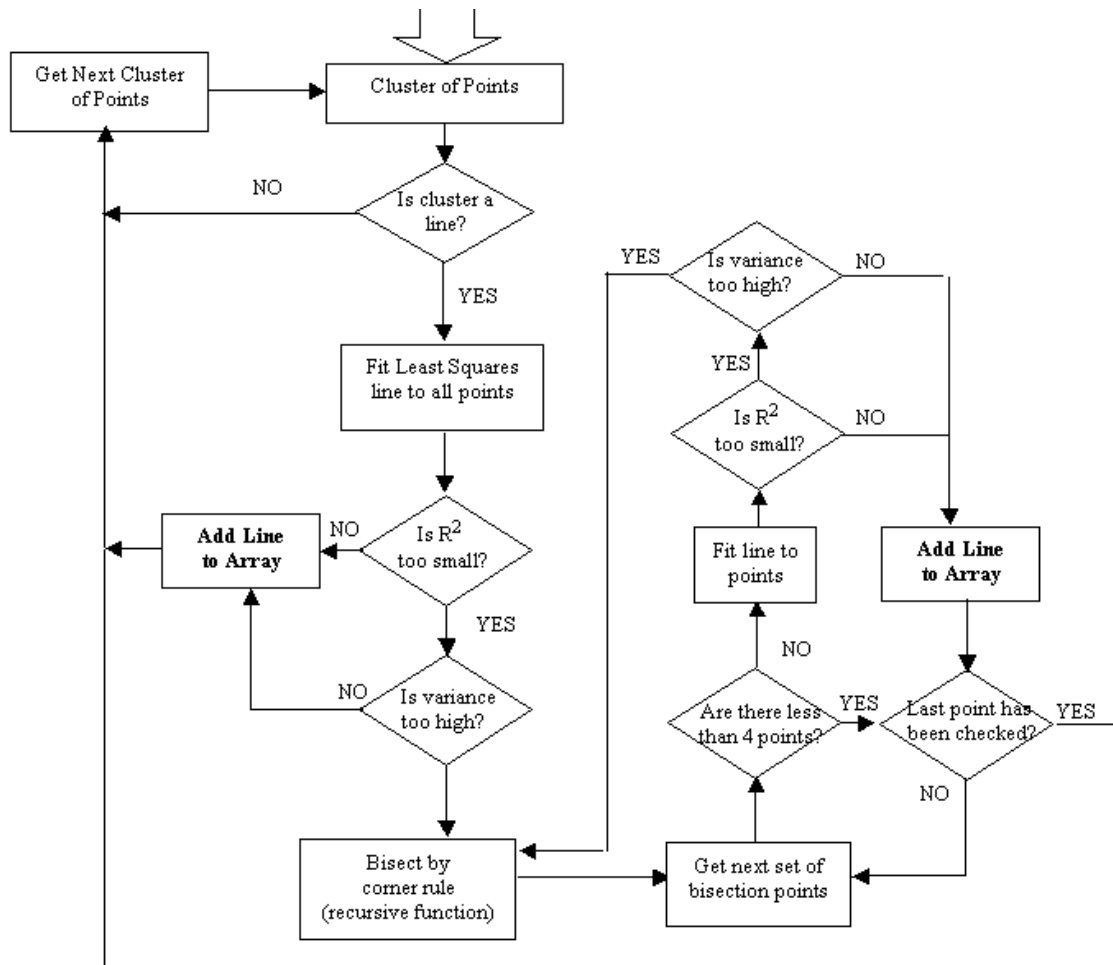 Get Next Cluster
of Points
Cluster of Points
NO
Is cluster a
line?
YES
Fit Least Squares
line to all points
Is R²
too small?
NO
Add Line
to Array
YES
Is variance
too high?
NO
Bisect by
corner rule
(recursive function)
Get next set of
bisection points
Are there less
than 4 points?
NO
YES
Fit line to
points
Is R²
too small?
YES
NO
Is variance
too high?
YES
NO
Add Line
to Array
Last point has
been checked?
YES
NO